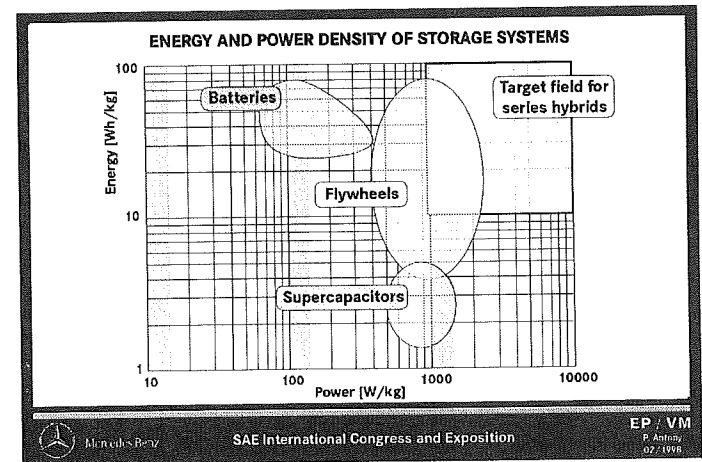 ENERGY AND POWER DENSITY OF STORAGE SYSTEMS
100
Batteries
Target field for
series hybrids
Energy [Wh/kg]
Flywheels
10
Supercapacitors
1
10
100
1000
10000
Power [W/kg]
Mercedes-Benz
SAE International Congress and Exposition
EP / VM
P. Antony
02/1998